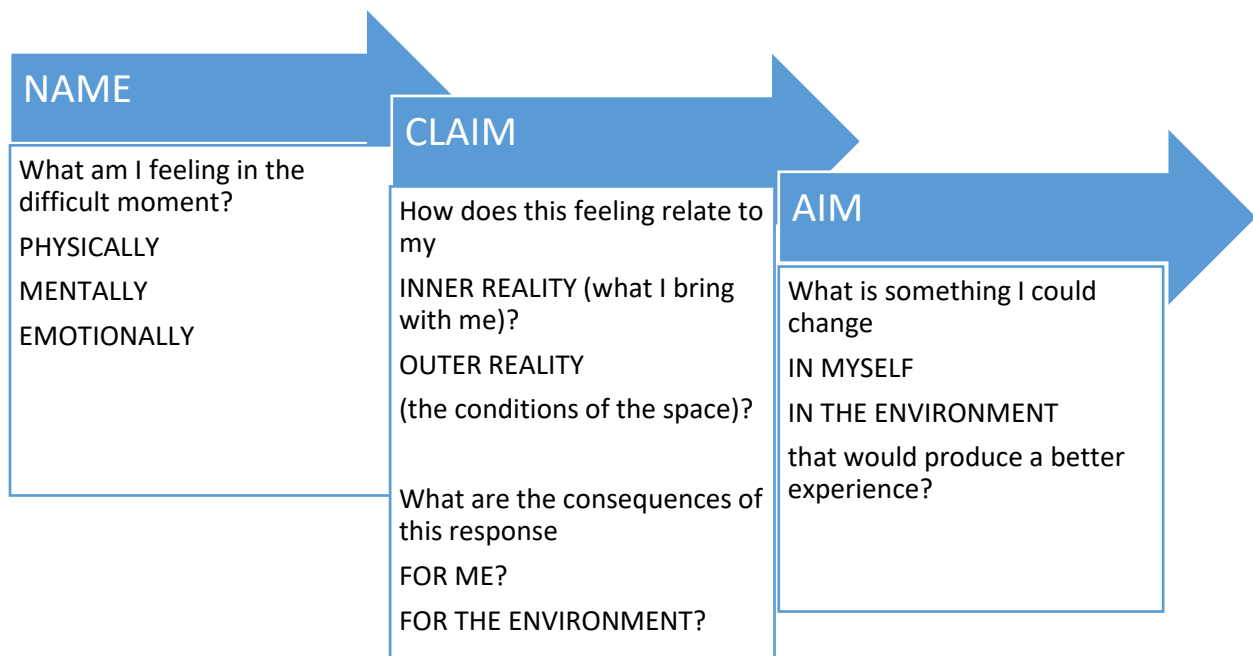 NAME
What am I feeling in the
difficult moment?
PHYSICALLY
MENTALLY
EMOTIONALLY
CLAIM
How does this feeling relate to
my
INNER REALITY (what I bring
with me)?
OUTER REALITY
(the conditions of the space)?
What are the consequences of
this response
FOR ME?
FOR THE ENVIRONMENT?
AIM
What is something I could
change
IN MYSELF
IN THE ENVIRONMENT
that would produce a better
experience?